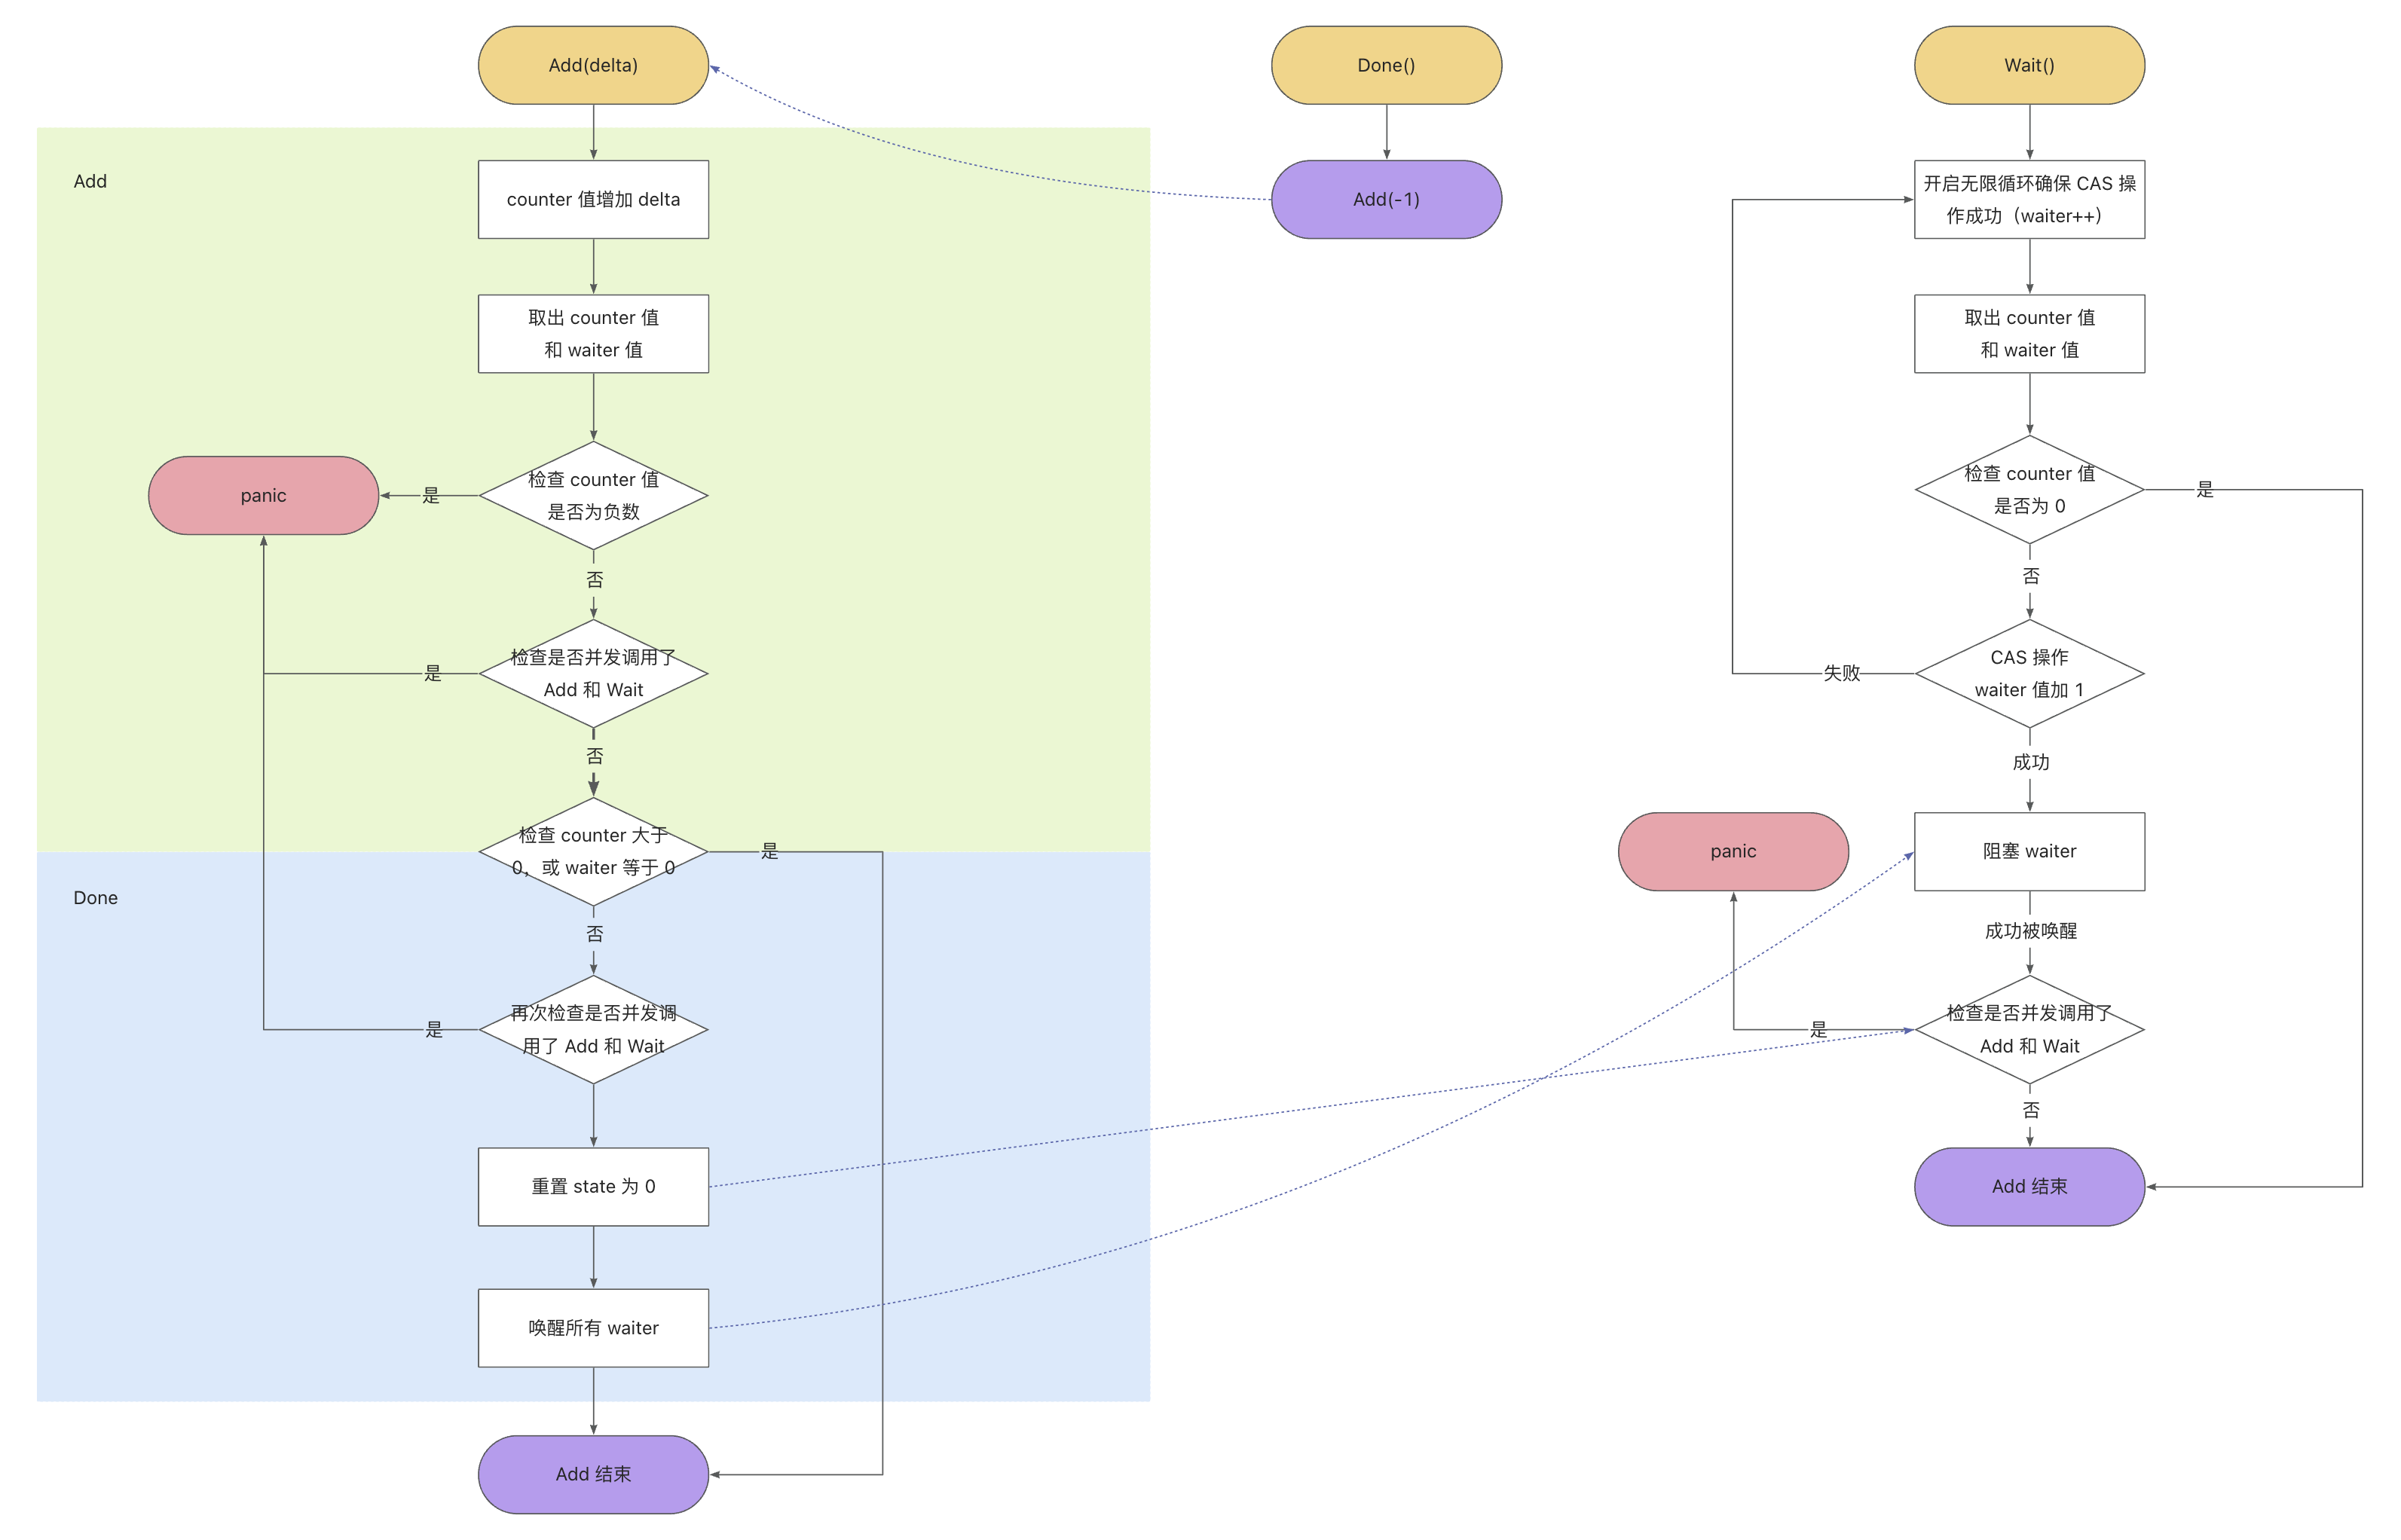 Add(delta)
Done()
Wait()
Add
counter 值增加 delta
Add(-1)
开启无限循环确保 CAS 操
作成功（waiter++）
取出 counter 值
和 waiter 值
取出 counter 值
和 waiter 值
panic
是
检查 counter 值
是否为负数
检查 counter 值
是否为 0
是
否
否
是
检查是否并发调用了
Add 和 Wait
失败
CAS 操作
waiter 值加 1
否
成功
检查 counter 大于
0，或 waiter 等于 0
是
panic
阻塞 waiter
Done
否
成功被唤醒
是
再次检查是否并发调
用了 Add 和 Wait
是
检查是否并发调用了
Add 和 Wait
否
重置 state 为 0
Add 结束
唤醒所有 waiter
Add 结束